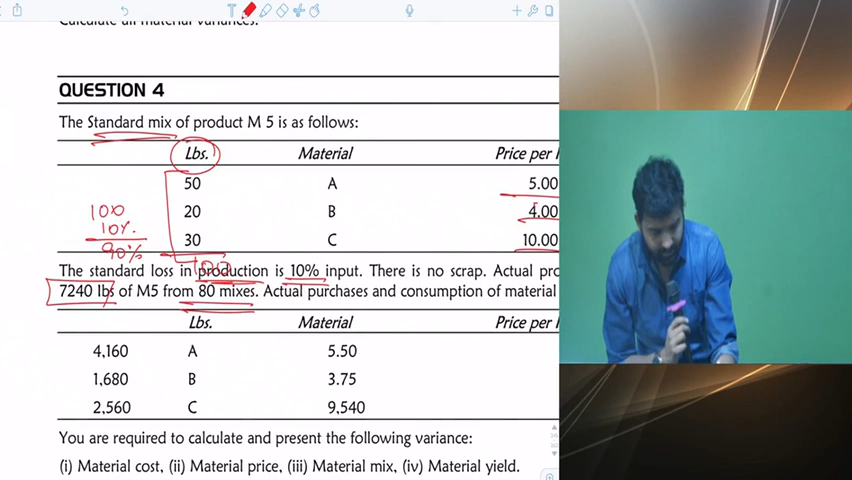 Calculate all material variances.
QUESTION 4
The Standard mix of product M 5 is as follows:
Lbs. Material Price per l
50 A 5.00
20 B 4.00
30 C 10.00
100
10%
90%
100
The standard loss in production is 10% input. There is no scrap. Actual pro
7240 lbs of M5 from 80 mixes. Actual purchases and consumption of material
Lbs. Material Price per l
4,160 A 5.50
1,680 B 3.75
2,560 C 9,540
You are required to calculate and present the following variance:
(i) Material cost, (ii) Material price, (iii) Material mix, (iv) Material yield.